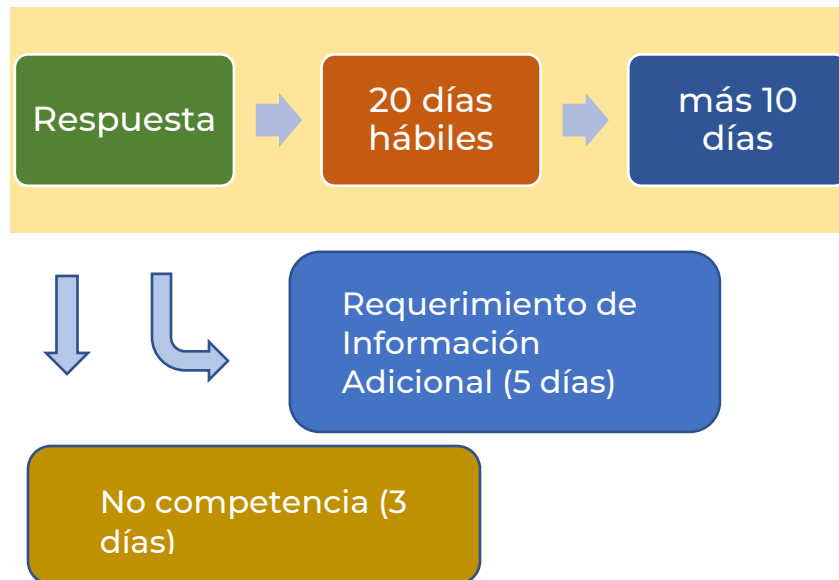 Respuesta
20 días
hábiles
más 10
días
Requerimiento de
Información
Adicional (5 días)
No competencia (3
días)